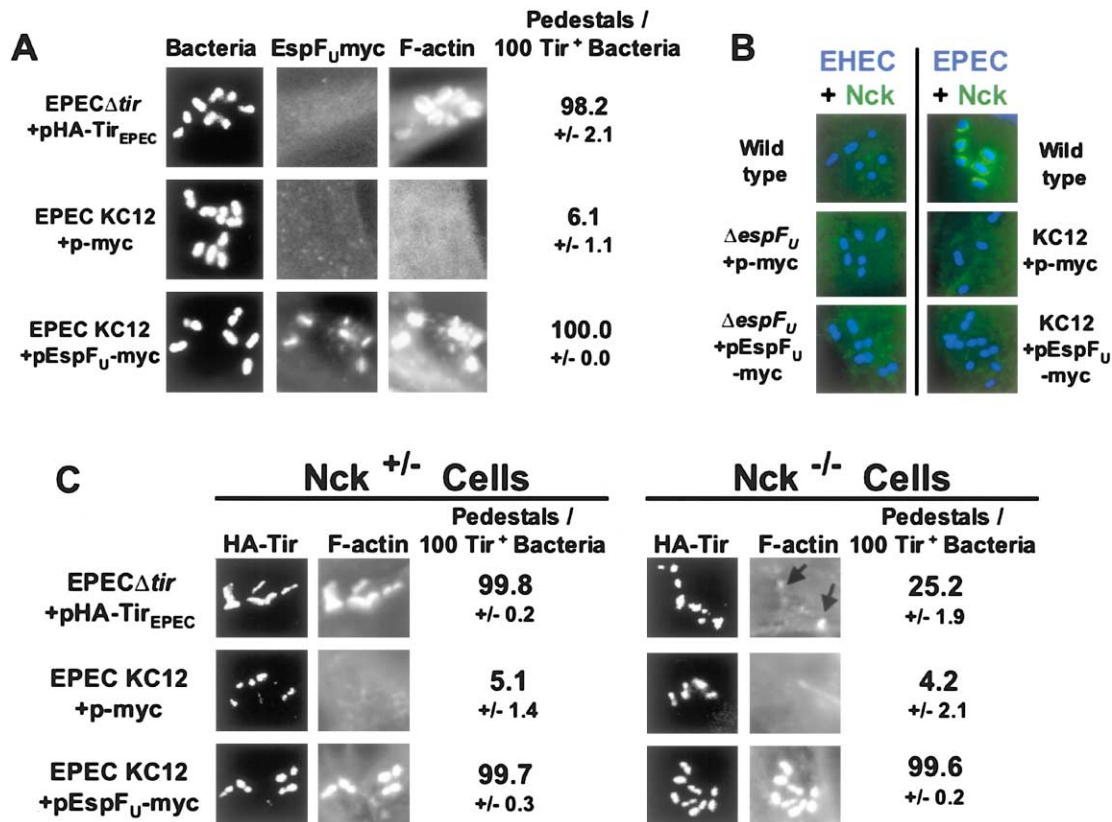 A
Bacteria EspFUmyc F-actin Pedestals /
100 Tir+ Bacteria
EPECΔtir
+pHA-TirEPEC
98.2
+/- 2.1
EPEC KC12
+p-myc
6.1
+/- 1.1
EPEC KC12
+pEspFU-myc
100.0
+/- 0.0
B
EHEC
+ Nck
EPEC
+ Nck
Wild
type
Wild
type
ΔespFU
+p-myc
KC12
+p-myc
ΔespFU
+pEspFU
-myc
KC12
+pEspFU
-myc
C
Nck +/- Cells
HA-Tir F-actin Pedestals /
100 Tir+ Bacteria
Nck -/- Cells
HA-Tir F-actin Pedestals /
100 Tir+ Bacteria
EPECΔtir
+pHA-TirEPEC
99.8
+/- 0.2
25.2
+/- 1.9
EPEC KC12
+p-myc
5.1
+/- 1.4
4.2
+/- 2.1
EPEC KC12
+pEspFU-myc
99.7
+/- 0.3
99.6
+/- 0.2